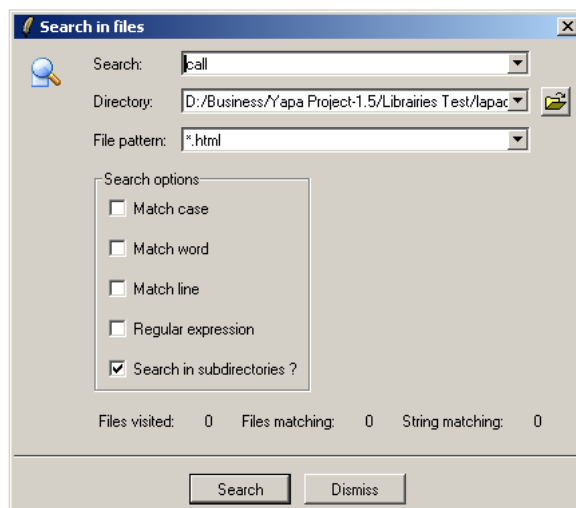 Search in files
Search: call
Directory: D:/Business/Yapa Project-1.5/Librairies Test/lapac
File pattern: *.html
Search options
Match case
Match word
Match line
Regular expression
Search in subdirectories ?
Files visited: 0 Files matching: 0 String matching: 0
Search Dismiss